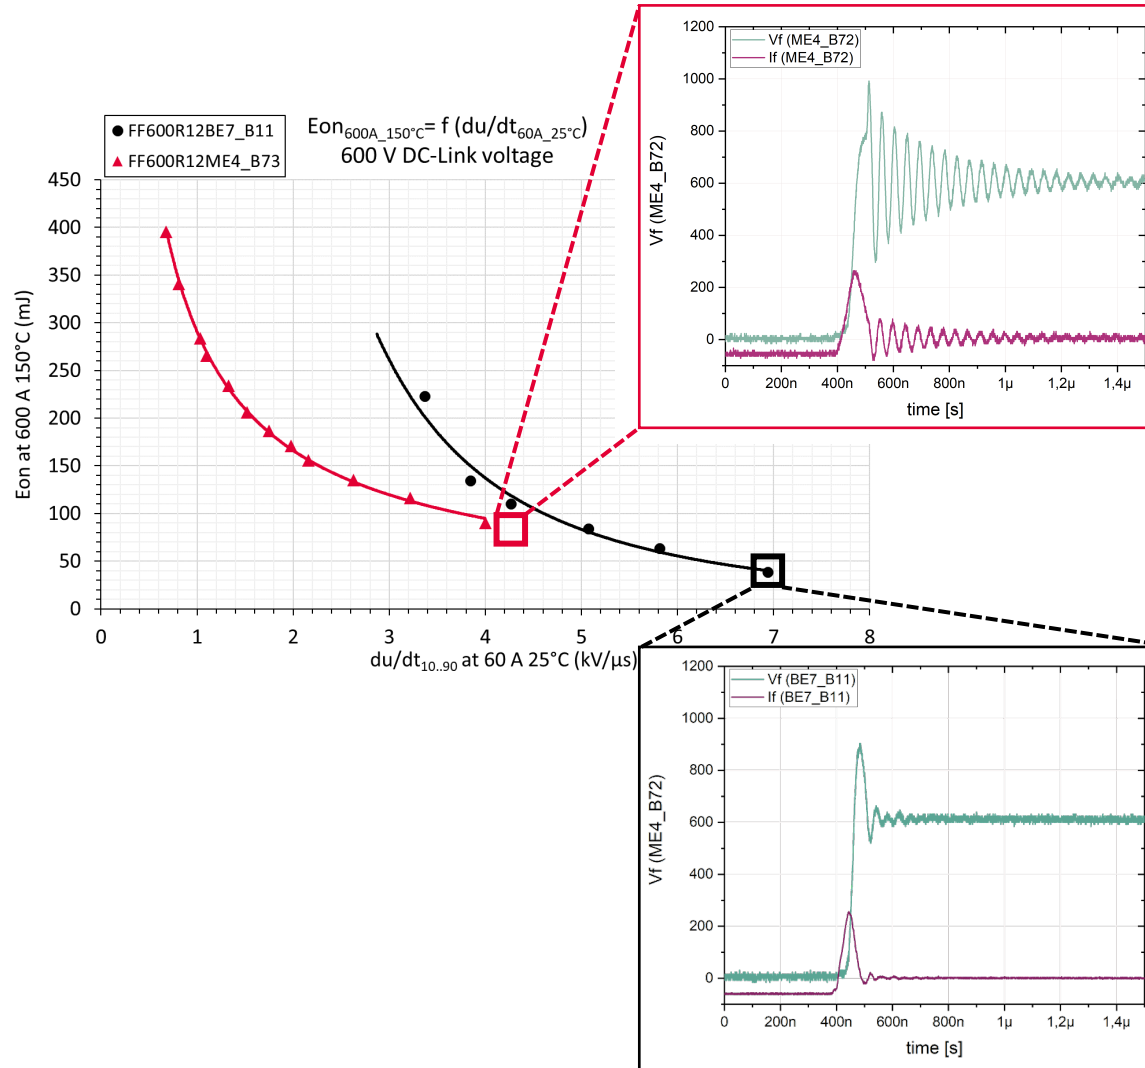 FF600R12BE7_B11
FF600R12ME4_B73
Eon600A_150°C= f (du/dt60A_25°C)
600 V DC-Link voltage
Eon at 600 A 150°C (mJ)
450
400
350
300
250
200
150
100
50
0
0 1 2 3 4 5 6 7 8
du/dt10..90 at 60 A 25°C (kV/µs)
Vf (ME4_B72)
If (ME4_B72)
Vf (ME4_B72)
1200
1000
800
600
400
200
0
0 200n 400n 600n 800n 1µ 1,2µ 1,4µ
time [s]
Vf (BE7_B11)
If (BE7_B11)
Vf (ME4_B72)
1200
1000
800
600
400
200
0
0 200n 400n 600n 800n 1µ 1,2µ 1,4µ
time [s]